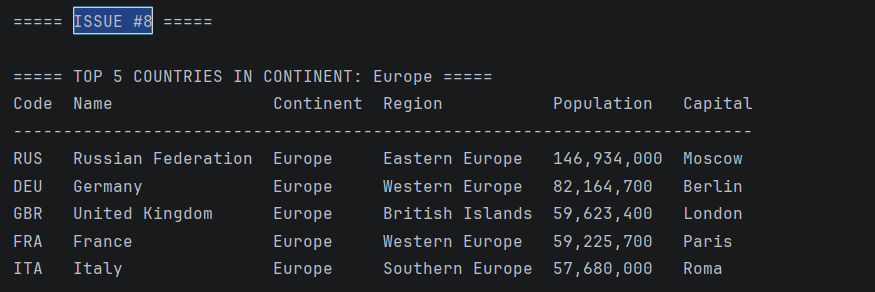 ===== ISSUE #8 =====
===== TOP 5 COUNTRIES IN CONTINENT: Europe =====
Code  Name                Continent  Region            Population   Capital
--------------------------------------------------------------------------
RUS   Russian Federation  Europe     Eastern Europe    146,934,000  Moscow
DEU   Germany             Europe     Western Europe    82,164,700   Berlin
GBR   United Kingdom      Europe     British Islands   59,623,400   London
FRA   France              Europe     Western Europe    59,225,700   Paris
ITA   Italy               Europe     Southern Europe   57,680,000   Roma